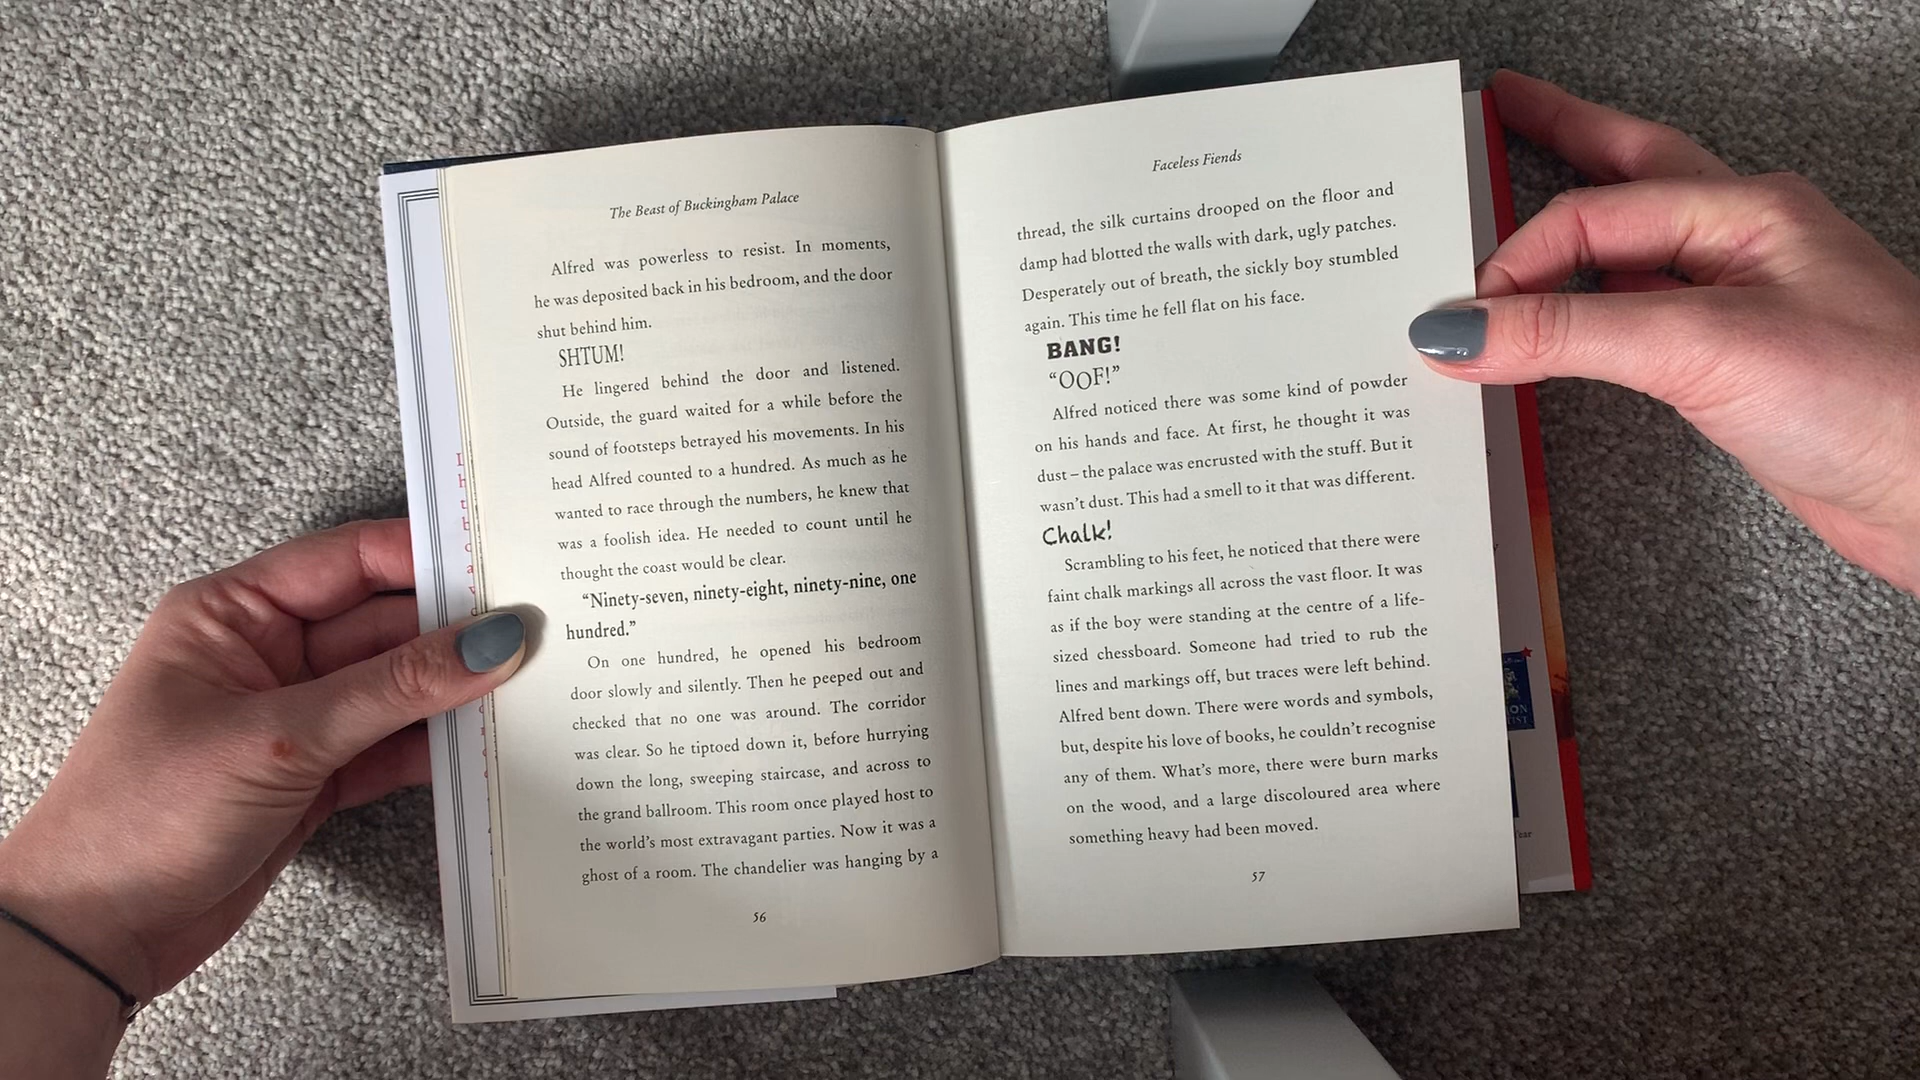 The Beast of Buckingham Palace
Alfred was powerless to resist. In moments,
he was deposited back in his bedroom, and the door
shut behind him.
SHTUM!
He lingered behind the door and listened.
Outside, the guard waited for a while before the
sound of footsteps betrayed his movements. In his
head Alfred counted to a hundred. As much as he
wanted to race through the numbers, he knew that
was a foolish idea. He needed to count until he
thought the coast would be clear.
“Ninety-seven, ninety-eight, ninety-nine, one
hundred.”
On one hundred, he opened his bedroom
door slowly and silently. Then he peeped out and
checked that no one was around. The corridor
was clear. So he tiptoed down it, before hurrying
down the long, sweeping staircase, and across to
the grand ballroom. This room once played host to
the world’s most extravagant parties. Now it was a
ghost of a room. The chandelier was hanging by a
56
Faceless Fiends
thread, the silk curtains drooped on the floor and
damp had blotted the walls with dark, ugly patches.
Desperately out of breath, the sickly boy stumbled
again. This time he fell flat on his face.
BANG!
“OOF!”
Alfred noticed there was some kind of powder
on his hands and face. At first, he thought it was
dust – the palace was encrusted with the stuff. But it
wasn’t dust. This had a smell to it that was different.
Chalk!
Scrambling to his feet, he noticed that there were
faint chalk markings all across the vast floor. It was
as if the boy were standing at the centre of a life-
sized chessboard. Someone had tried to rub the
lines and markings off, but traces were left behind.
Alfred bent down. There were words and symbols,
but, despite his love of books, he couldn’t recognise
any of them. What’s more, there were burn marks
on the wood, and a large discoloured area where
something heavy had been moved.
57